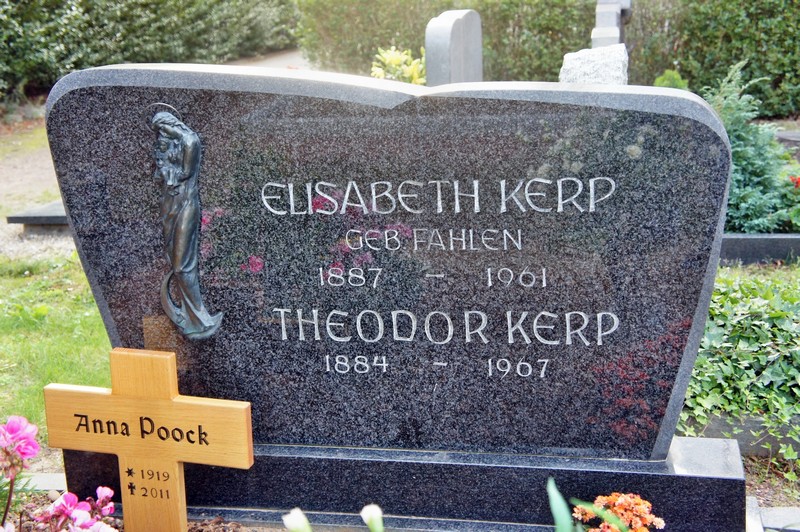 ELISABETH KERP
GEB. FAHLEN
1887 – 1961
THEODOR KERP
1884 – 1967
Anna Poock
* 1919
✝ 2011